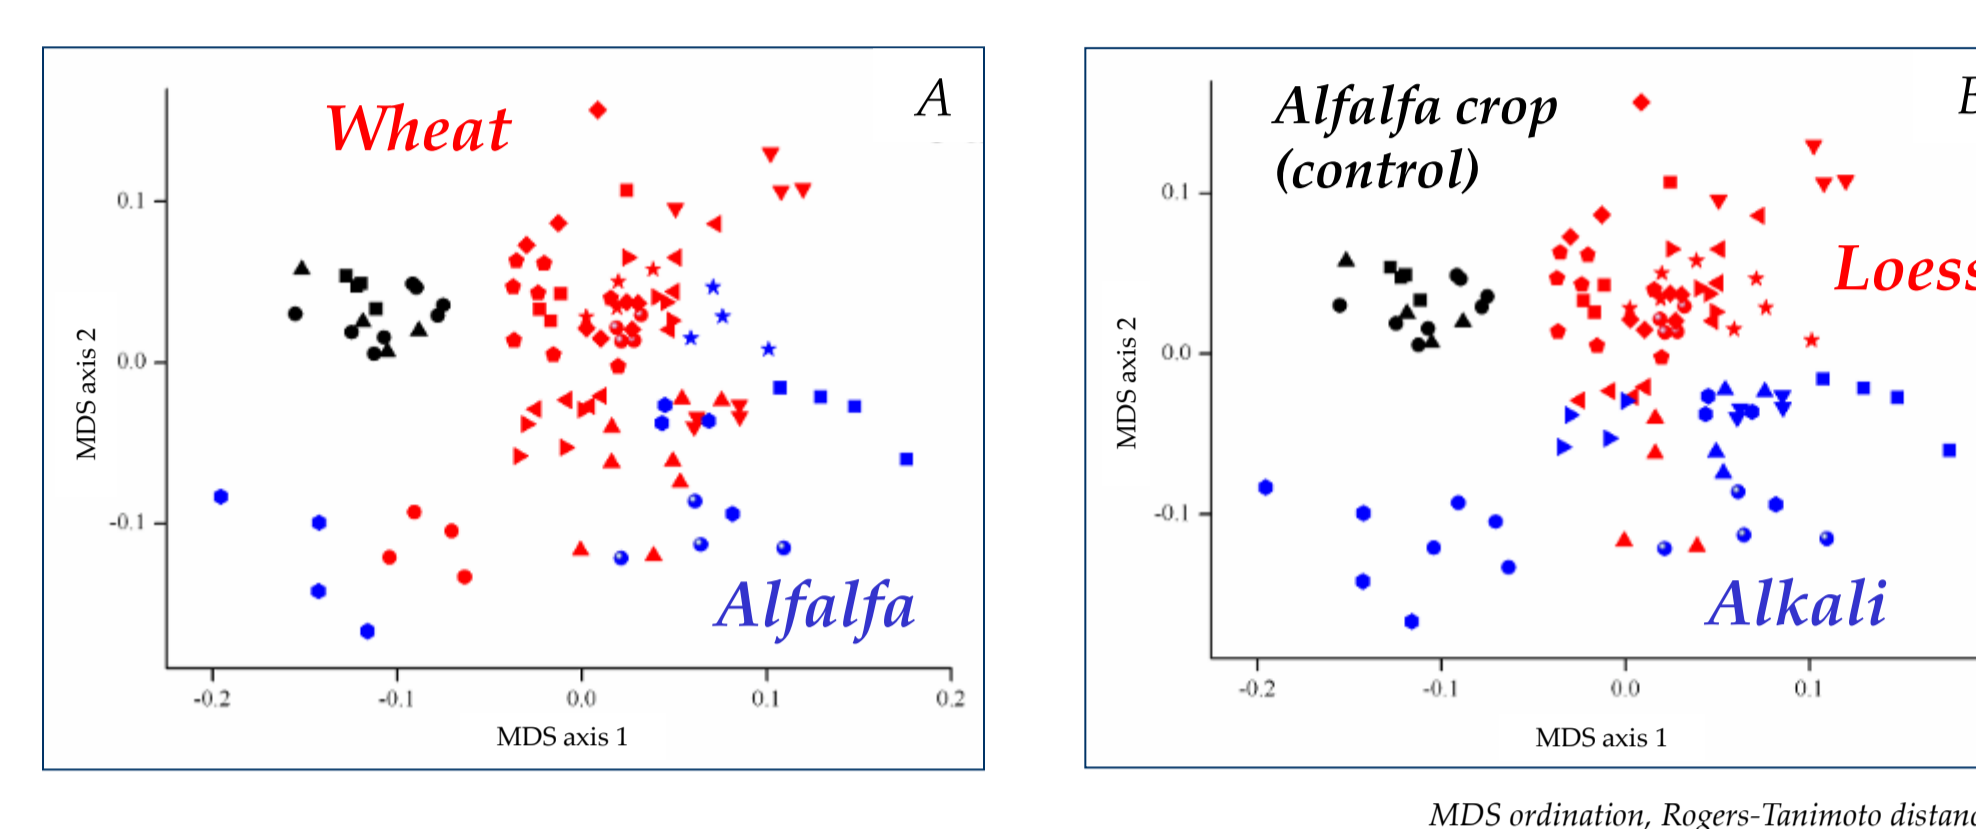 A
Wheat
0.1
0.0
-0.1
MDS axis 2
Alfalfa
-0.2
-0.1
0.0
0.1
0.2
MDS axis 1
Alfalfa crop
(control)
0.1
Loess
0.0
-0.1
MDS axis 2
Alkali
-0.2
-0.1
0.0
0.1
MDS axis 1
MDS ordination, Rogers-Tanimoto